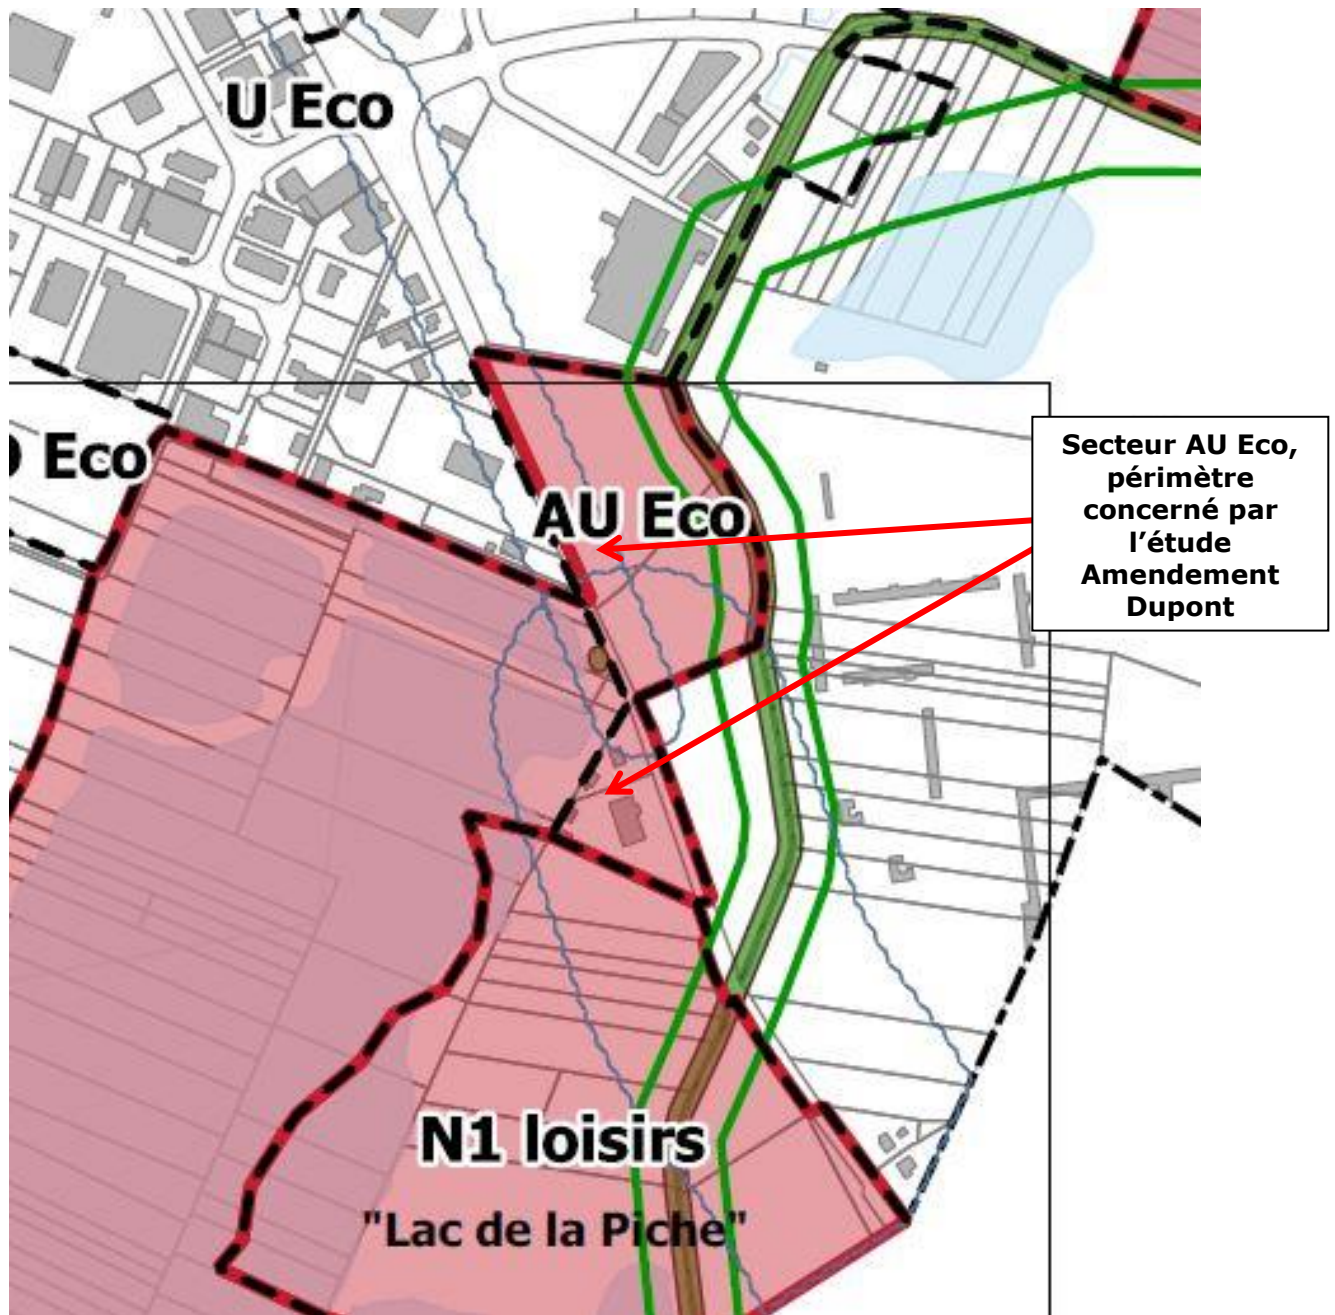 U Eco
Eco
AU Eco
Secteur AU Eco,
périmètre
concerné par
l’étude
Amendement
Dupont
N1 loisirs
"Lac de la Piche"